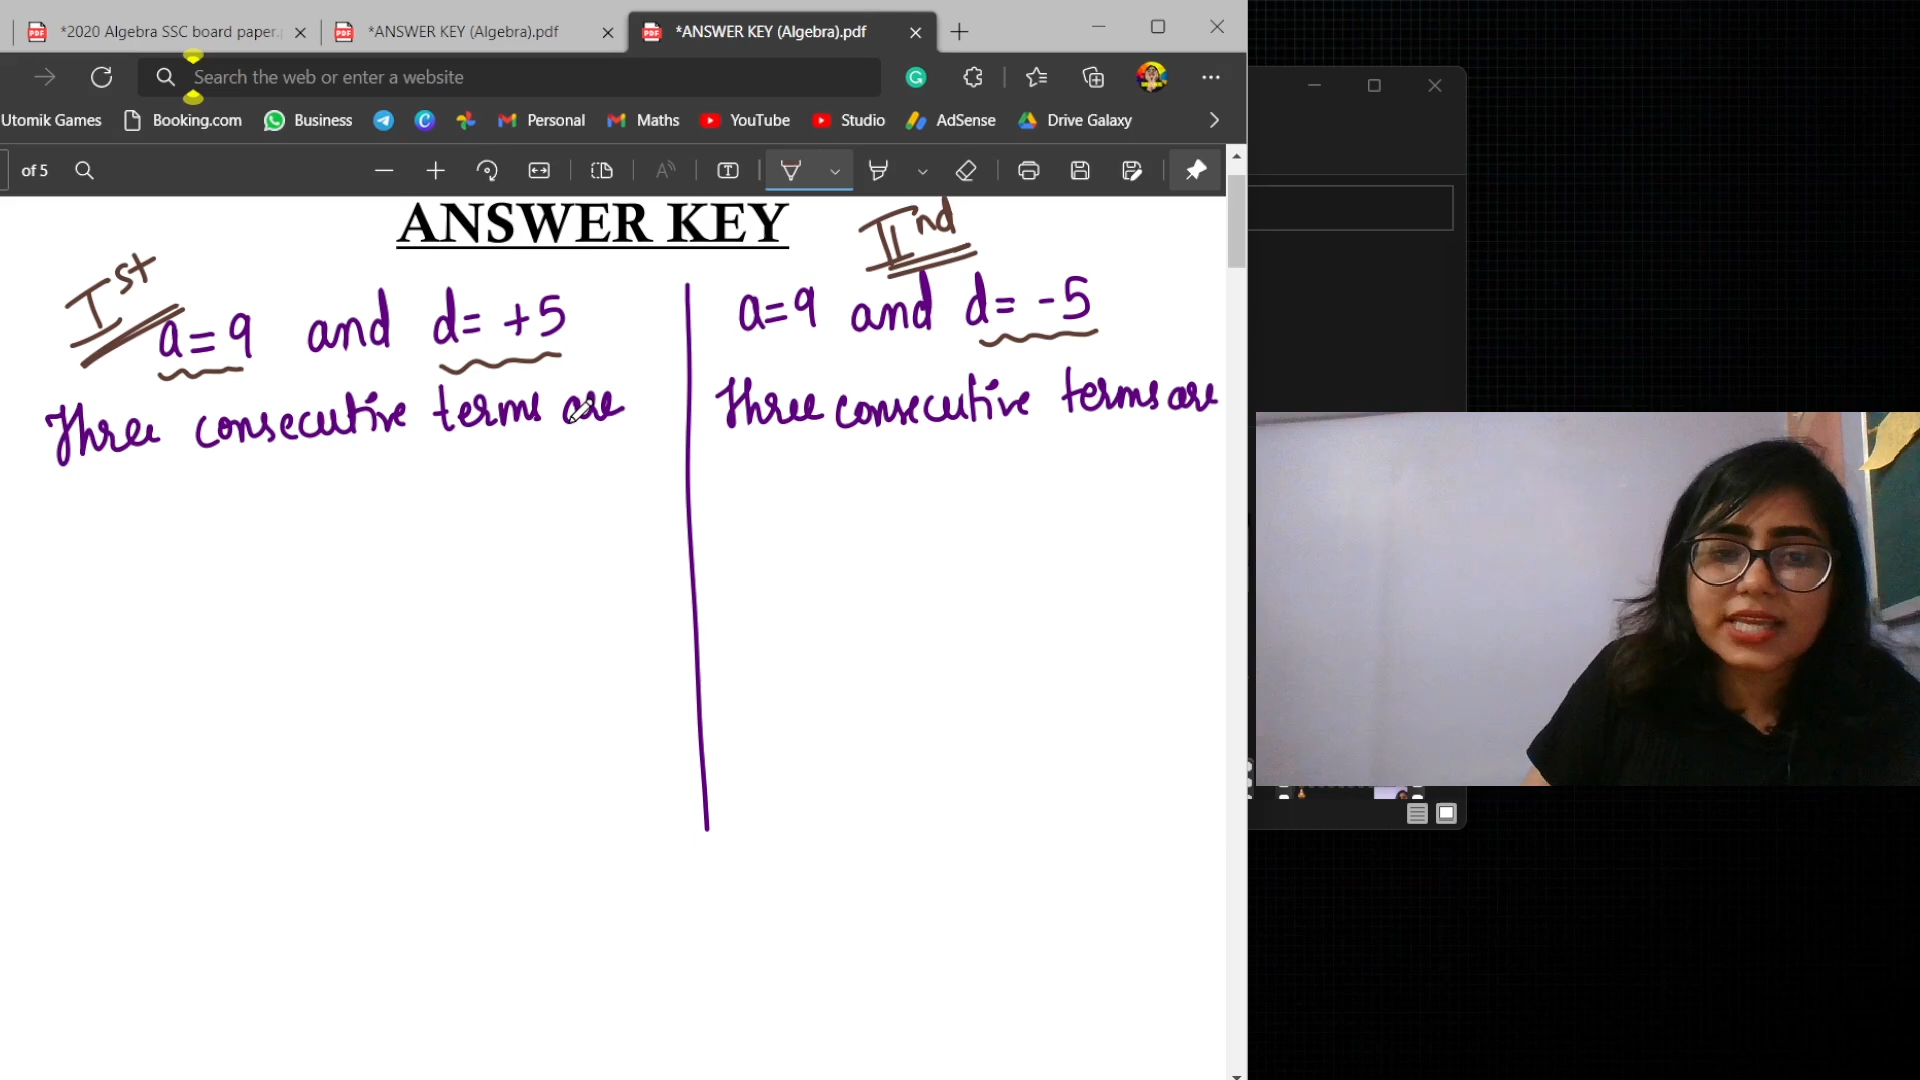 *2020 Algebra SSC board paper.
*ANSWER KEY (Algebra).pdf
*ANSWER KEY (Algebra).pdf
Search the web or enter a website
Utomik Games Booking.com Business Personal Maths YouTube Studio AdSense Drive Galaxy
of 5
ANSWER KEY
Ist
a=9 and d= +5
Three consecutive terms are
IInd
a=9 and d= -5
Three consecutive terms are